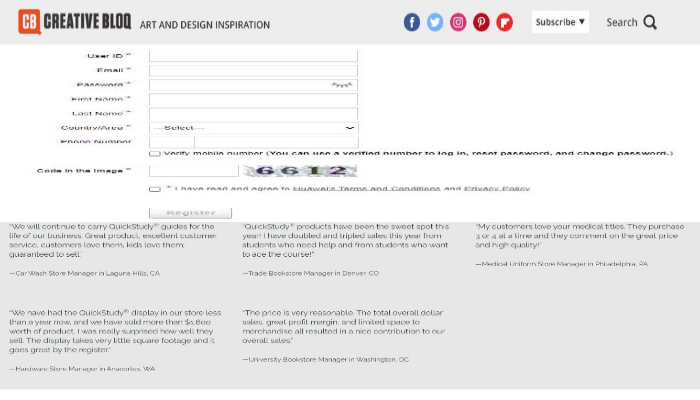 CB CREATIVE BLOQ ART AND DESIGN INSPIRATION
Subscribe ▼ Search
User ID *
Email *
Password *
First Name *
Last Name *
Country/Area * ---Select---
Phone Number
Verify mobile number (You can use a verified number to log in, reset password, and change password.)
Code in the image * 6612
* I have read and agree to Huawei's Terms and Conditions and Privacy Policy
Register
"We will continue to carry QuickStudy® guides for the
life of our business. Great product, excellent customer
service, customers love them, kids love them;
guaranteed to sell."
—Car Wash Store Manager in Laguna Hills, CA
"QuickStudy® products have been the sweet spot this
year! I have doubled and tripled sales this year from
students who need help and from students who want
to ace the course!"
—Trade Bookstore Manager in Denver, CO
"My customers love your medical titles. They purchase
3 or 4 at a time and they comment on the great price
and high quality!"
—Medical Uniform Store Manager in Philadelphia, PA
"We have had the QuickStudy® display in our store less
than a year now, and we have sold more than $1,600
worth of product. I was really surprised how well they
sell. The display takes very little square footage and it
goes great by the register."
—Hardware Store Manager in Anacortes, WA
"The price is very reasonable. The total overall dollar
sales, great profit margin, and limited space to
merchandise all resulted in a nice contribution to our
overall sales."
—University Bookstore Manager in Washington, DC